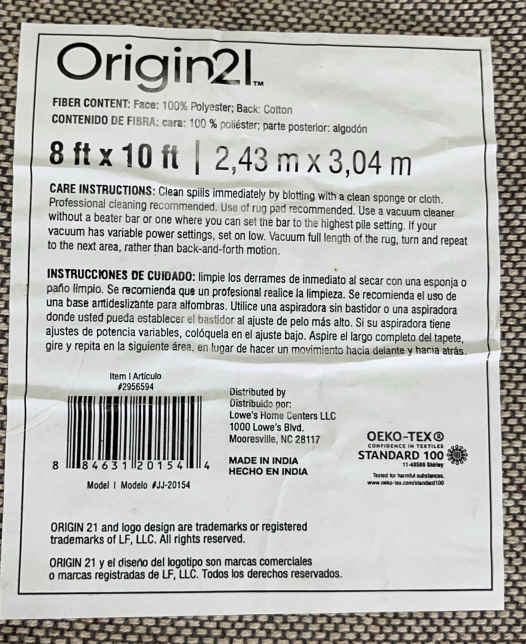 Origin21™
FIBER CONTENT: Face: 100% Polyester; Back: Cotton
CONTENIDO DE FIBRA: cara: 100 % poliéster; parte posterior: algodón
8 ft x 10 ft | 2,43 m x 3,04 m
CARE INSTRUCTIONS: Clean spills immediately by blotting with a clean sponge or cloth.
Professional cleaning recommended. Use of rug pad recommended. Use a vacuum cleaner
without a beater bar or one where you can set the bar to the highest pile setting. If your
vacuum has variable power settings, set on low. Vacuum full length of the rug, turn and repeat
to the next area, rather than back-and-forth motion.
INSTRUCCIONES DE CUIDADO: limpie los derrames de inmediato al secar con una esponja o
paño limpio. Se recomienda que un profesional realice la limpieza. Se recomienda el uso de
una base antideslizante para alfombras. Utilice una aspiradora sin bastidor o una aspiradora
donde usted pueda establecer el bastidor al ajuste de pelo más alto. Si su aspiradora tiene
ajustes de potencia variables, colóquela en el ajuste bajo. Aspire el largo completo del tapete,
gire y repita en la siguiente área, en lugar de hacer un movimiento hacia delante y hacia atrás.
Item | Artículo
#2956594
8 84631 20154 4
Model | Modelo #JJ-20154
Distributed by
Distribuido por:
Lowe's Home Centers LLC
1000 Lowe's Blvd.
Mooresville, NC 28117
MADE IN INDIA
HECHO EN INDIA
OEKO-TEX®
CONFIDENCE IN TEXTILES
STANDARD 100
11-40580 Shirley
Tested for harmful substances.
www.oeko-tex.com/standard100
ORIGIN 21 and logo design are trademarks or registered
trademarks of LF, LLC. All rights reserved.
ORIGIN 21 y el diseño del logotipo son marcas comerciales
o marcas registradas de LF, LLC. Todos los derechos reservados.